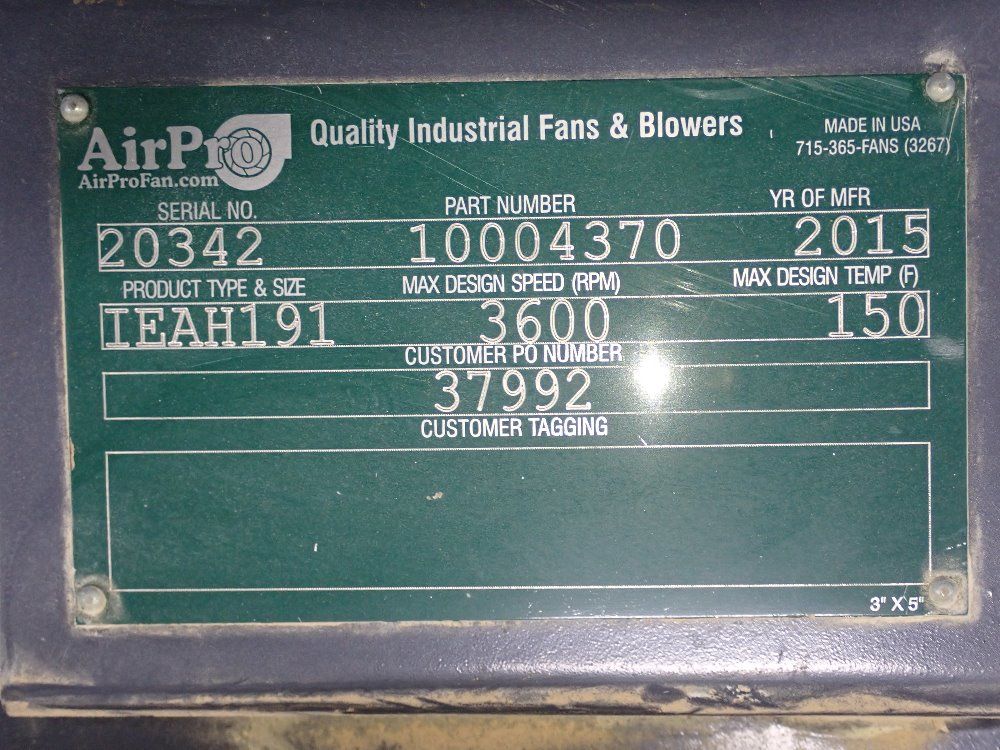 AirPro
Quality Industrial Fans & Blowers
MADE IN USA
AirProFan.com
715-365-FANS (3267)
SERIAL NO. PART NUMBER YR OF MFR
20342 10004370 2015
PRODUCT TYPE & SIZE MAX DESIGN SPEED (RPM) MAX DESIGN TEMP (F)
IEAH191 3600 150
CUSTOMER PO NUMBER
37992
CUSTOMER TAGGING
3" X 5"